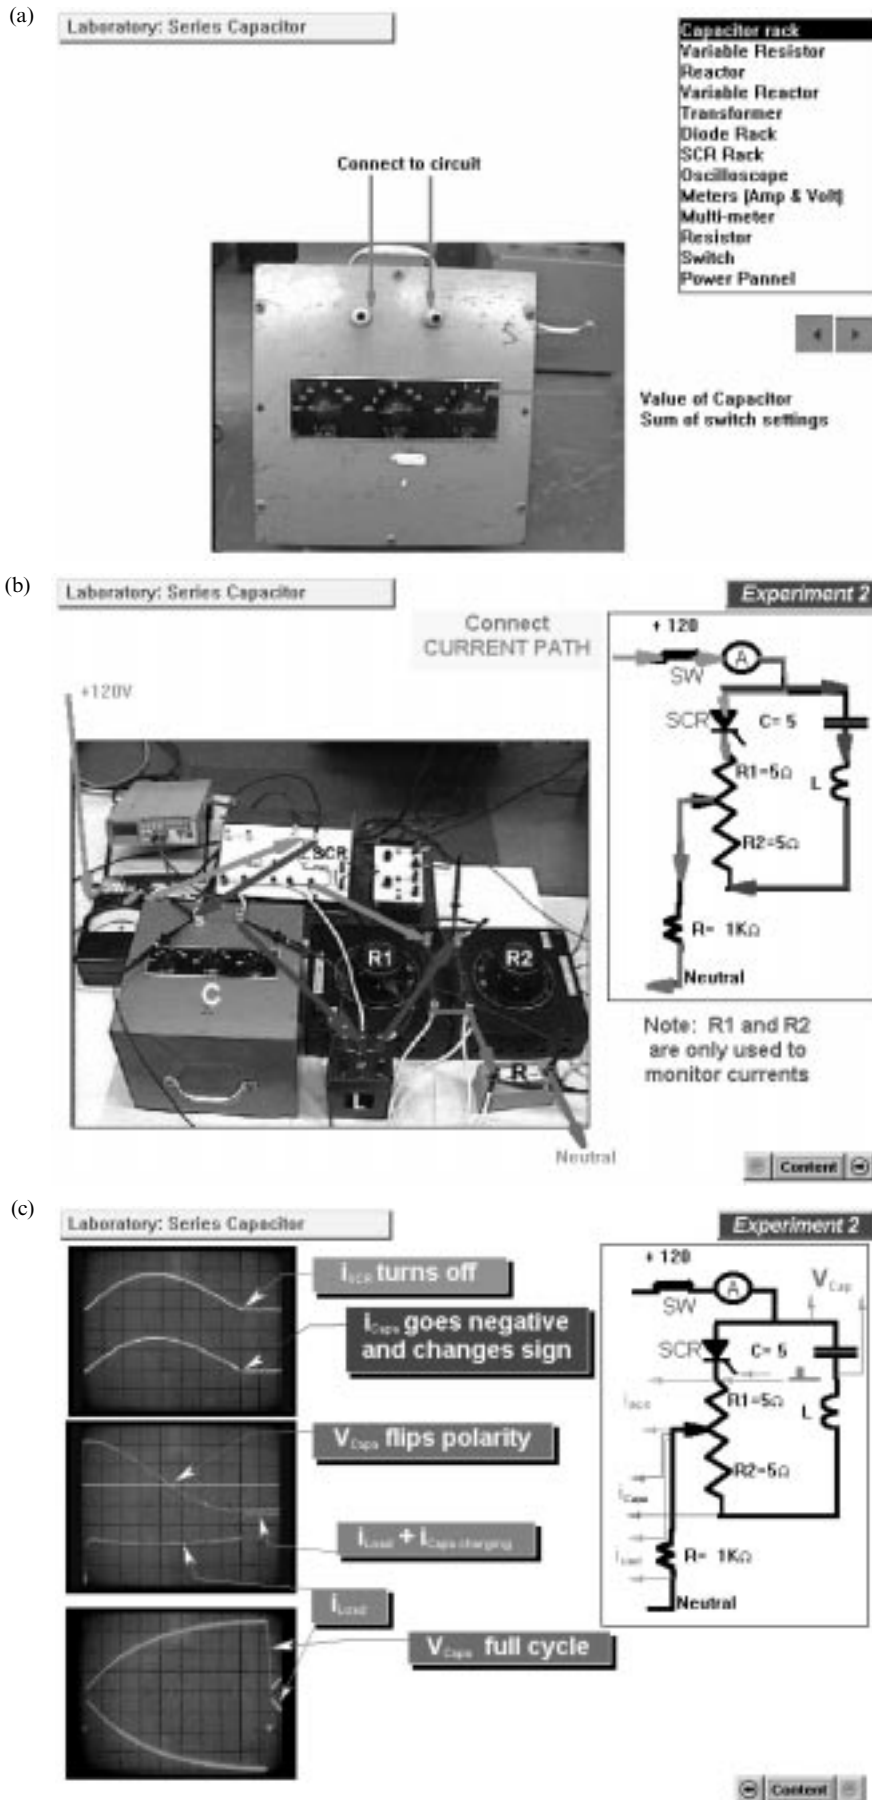 (a)
Laboratory: Series Capacitor
Capacitor rack
Variable Resistor
Reactor
Variable Reactor
Transformer
Diode Rack
SCR Rack
Oscilloscope
Meters (Amp & Volt)
Multi-meter
Resistor
Switch
Power Pannel
Connect to circuit
S
Value of Capacitor
Sum of switch settings
(b)
Laboratory: Series Capacitor
Experiment 2
Connect
CURRENT PATH
+120V
+ 120
A
SW
SCR
C= 5
R1=5Ω
L
R2=5Ω
R= 1KΩ
Neutral
SCR
R1
R2
C
L
R
Neutral
Note: R1 and R2
are only used to
monitor currents
Content
(c)
Laboratory: Series Capacitor
Experiment 2
iSCR turns off
iCapa goes negative
and changes sign
VCapa flips polarity
iLoad + iCapa charging
iLoad
VCapa full cycle
+ 120
A
VCap
SW
SCR
C= 5
R1=5Ω
L
R2=5Ω
iCapa
iLoad
R= 1KΩ
Neutral
Content